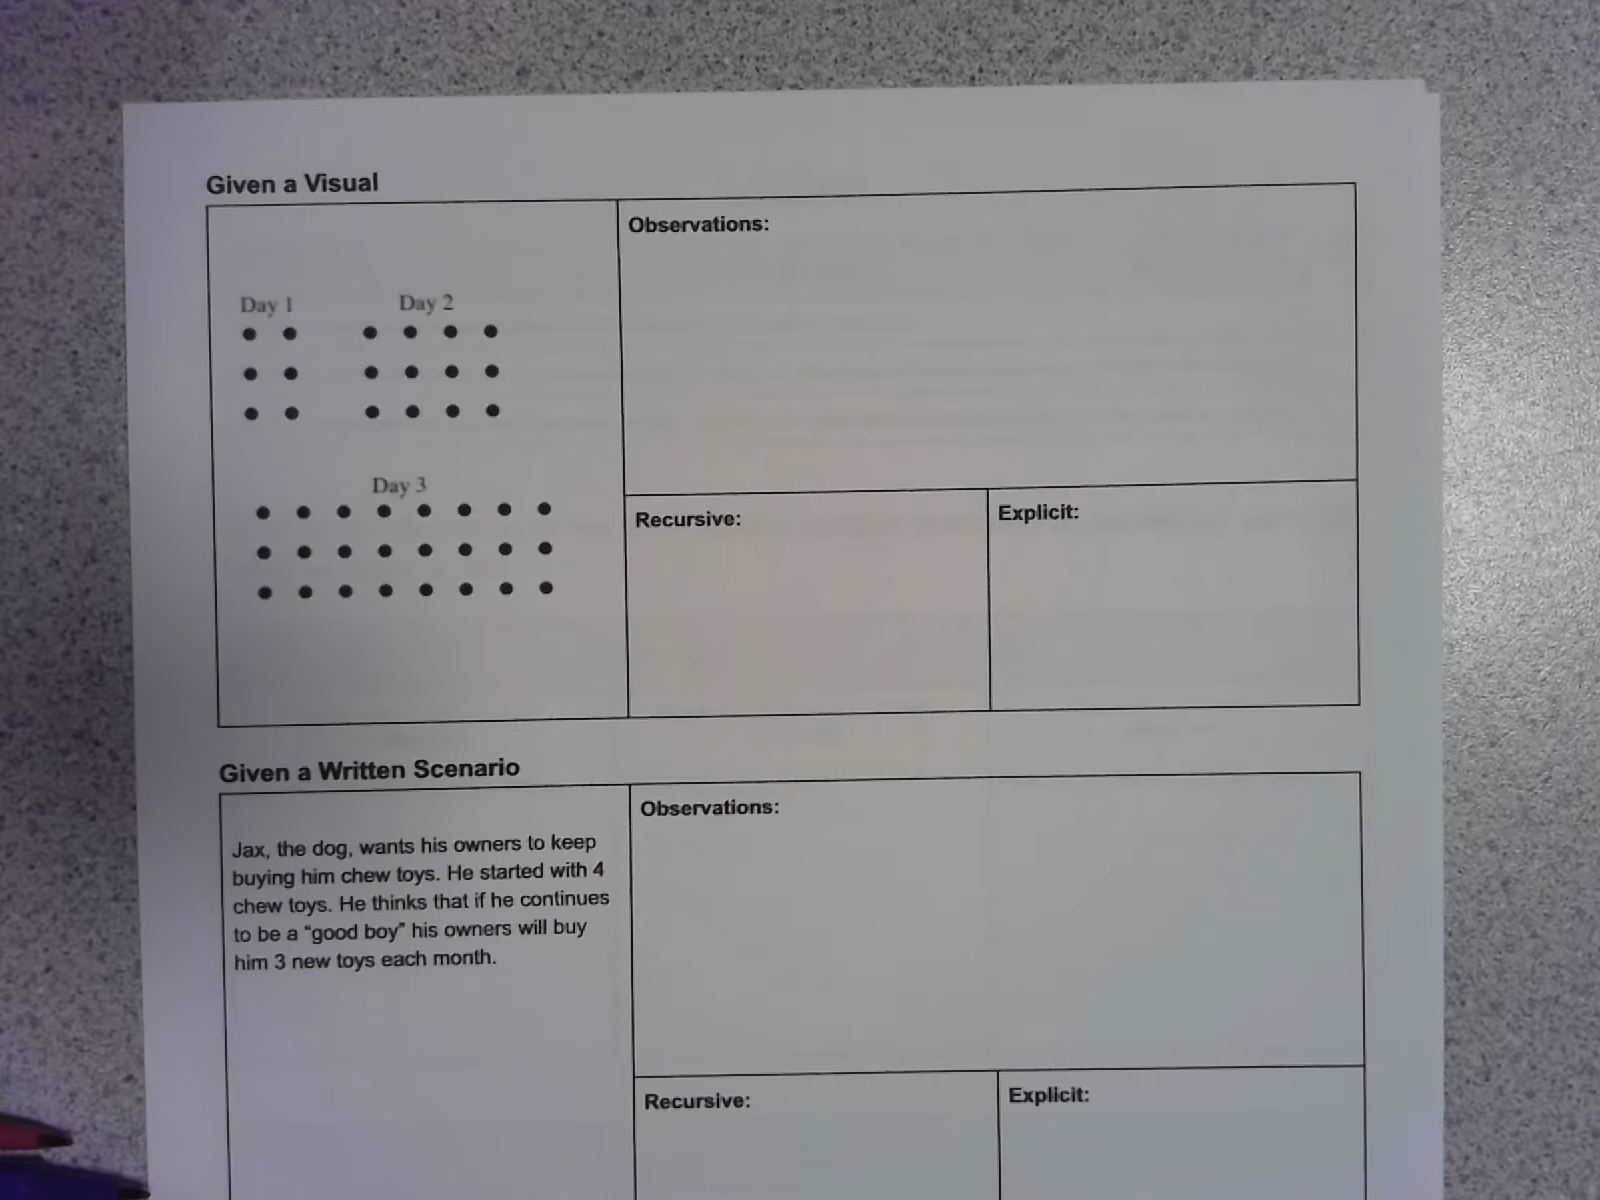 Given a Visual
Observations:
Day 1
Day 2
Day 3
Recursive:
Explicit:
Given a Written Scenario
Jax, the dog, wants his owners to keep
buying him chew toys. He started with 4
chew toys. He thinks that if he continues
to be a “good boy” his owners will buy
him 3 new toys each month.
Observations:
Recursive:
Explicit: